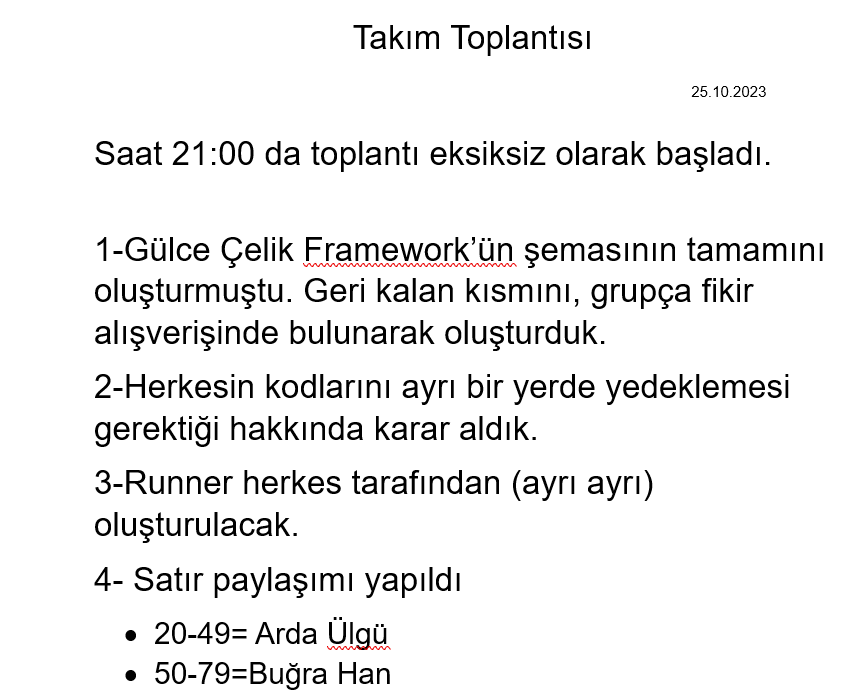 Takım Toplantısı
25.10.2023
Saat 21:00 da toplantı eksiksiz olarak başladı.
1-Gülce Çelik Framework’ün şemasının tamamını
oluşturmuştu. Geri kalan kısmını, grupça fikir
alışverişinde bulunarak oluşturduk.
2-Herkesin kodlarını ayrı bir yerde yedeklemesi
gerektiği hakkında karar aldık.
3-Runner herkes tarafından (ayrı ayrı)
oluşturulacak.
4- Satır paylaşımı yapıldı
• 20-49= Arda Ülgü
• 50-79=Buğra Han